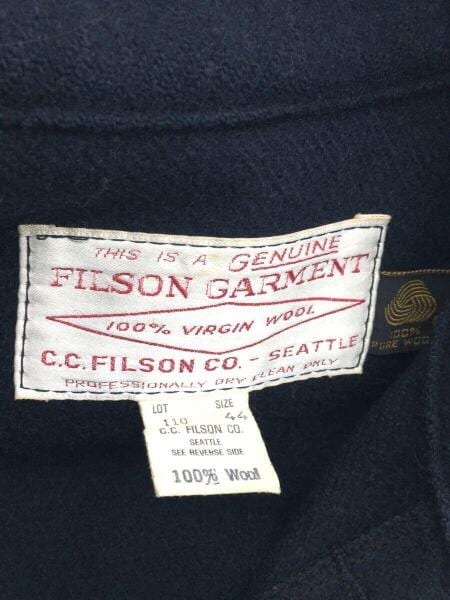 THIS IS A GENUINE
FILSON GARMENT
100% VIRGIN WOOL
C.C. FILSON CO. - SEATTLE
PROFESSIONALLY DRY CLEAN ONLY
100%
PURE WOOL
LOT SIZE
110 44
C.C. FILSON CO.
SEATTLE
SEE REVERSE SIDE
100% Wool